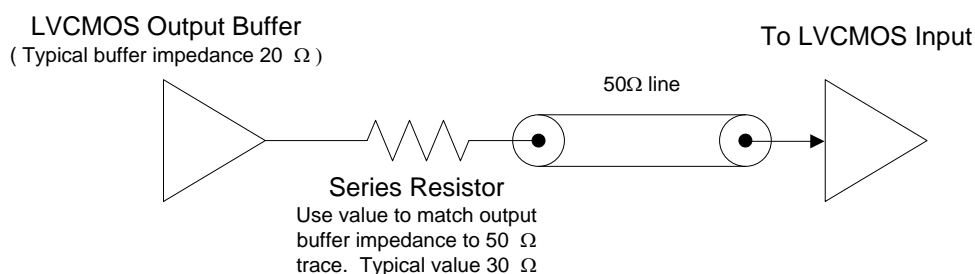 LVCMOS Output Buffer
( Typical buffer impedance 20 Ω )
To LVCMOS Input
50Ω line
Series Resistor
Use value to match output
buffer impedance to 50 Ω
trace. Typical value 30 Ω